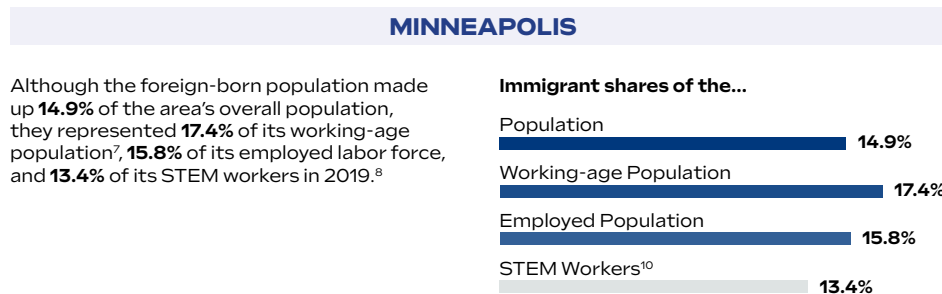 MINNEAPOLIS
Although the foreign-born population made
up 14.9% of the area's overall population,
they represented 17.4% of its working-age
population⁷, 15.8% of its employed labor force,
and 13.4% of its STEM workers in 2019.⁸
Immigrant shares of the...
Population
14.9%
Working-age Population
17.4%
Employed Population
15.8%
STEM Workers¹⁰
13.4%